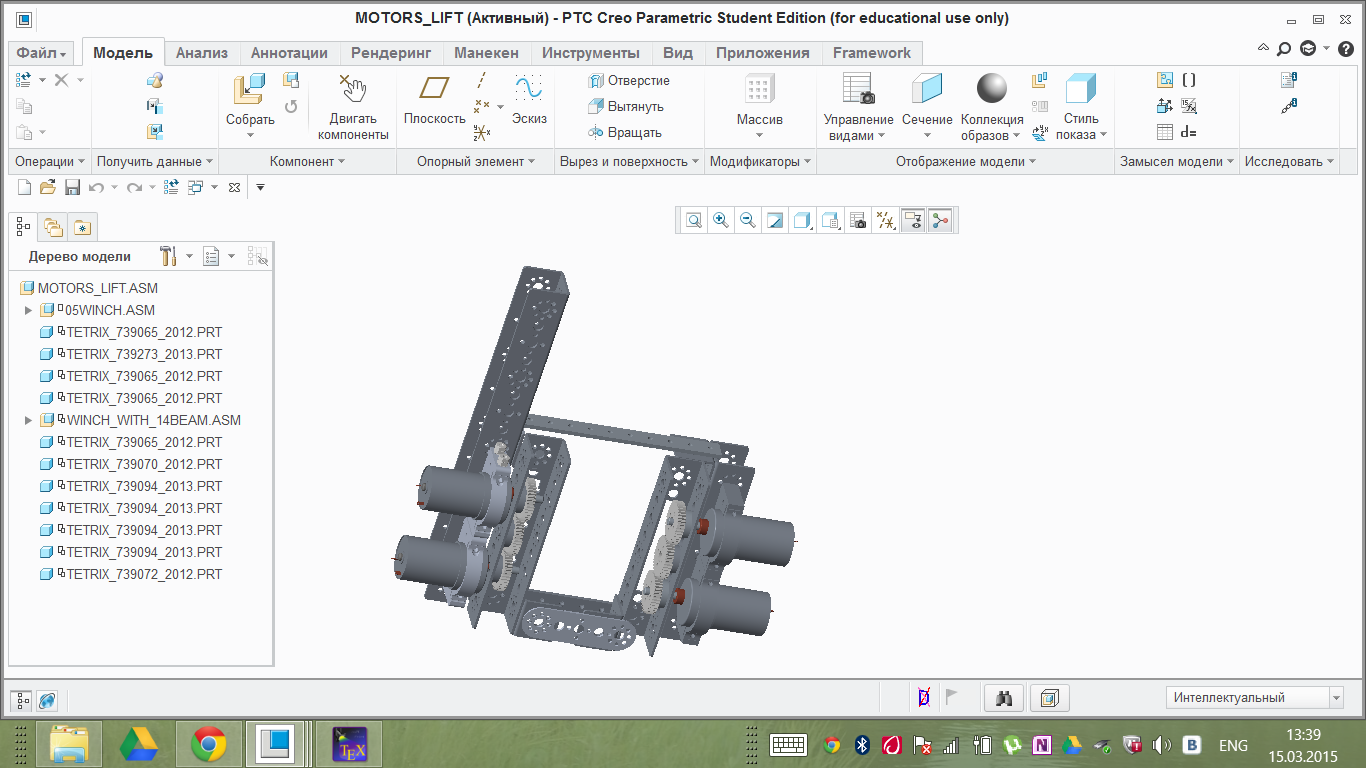 MOTORS_LIFT (Активный) - PTC Creo Parametric Student Edition (for educational use only)
Файл Модель Анализ Аннотации Рендеринг Манекен Инструменты Вид Приложения Framework
Собрать
Двигать компоненты
Плоскость
Эскиз
Отверстие
Вытянуть
Вращать
Массив
Управление видами
Сечение
Коллекция образов
Стиль показа
Операции Получить данные Компонент Опорный элемент Вырез и поверхность Модификаторы Отображение модели Замысел модели Исследовать
Дерево модели
MOTORS_LIFT.ASM
05WINCH.ASM
TETRIX_739065_2012.PRT
TETRIX_739273_2013.PRT
TETRIX_739065_2012.PRT
TETRIX_739065_2012.PRT
WINCH_WITH_14BEAM.ASM
TETRIX_739065_2012.PRT
TETRIX_739070_2012.PRT
TETRIX_739094_2013.PRT
TETRIX_739094_2013.PRT
TETRIX_739094_2013.PRT
TETRIX_739094_2013.PRT
TETRIX_739072_2012.PRT
Интеллектуальный
TEX
ENG
13:39
15.03.2015